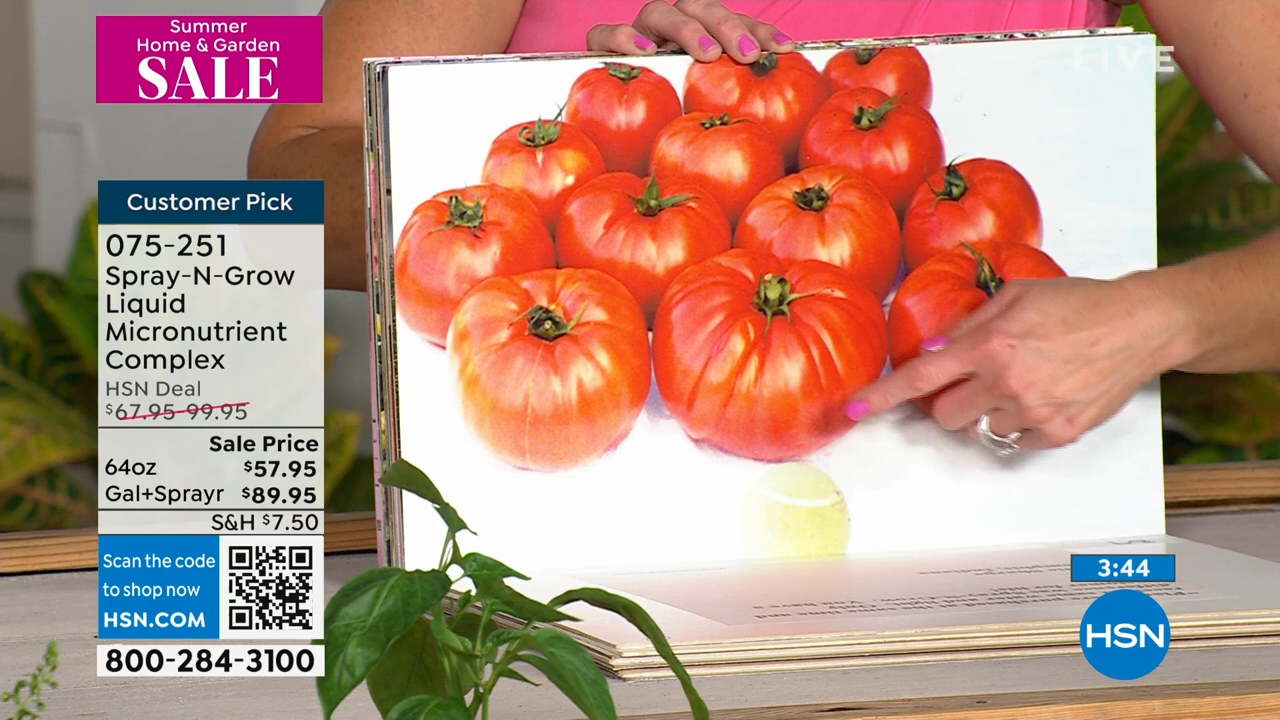 Summer
Home & Garden
SALE
LIVE
Customer Pick
075-251
Spray-N-Grow
Liquid
Micronutrient
Complex
HSN Deal
$67.95-99.95
Sale Price
64oz $57.95
Gal+Sprayr $89.95
S&H $7.50
Scan the code
to shop now
HSN.COM
800-284-3100
3:44
HSN